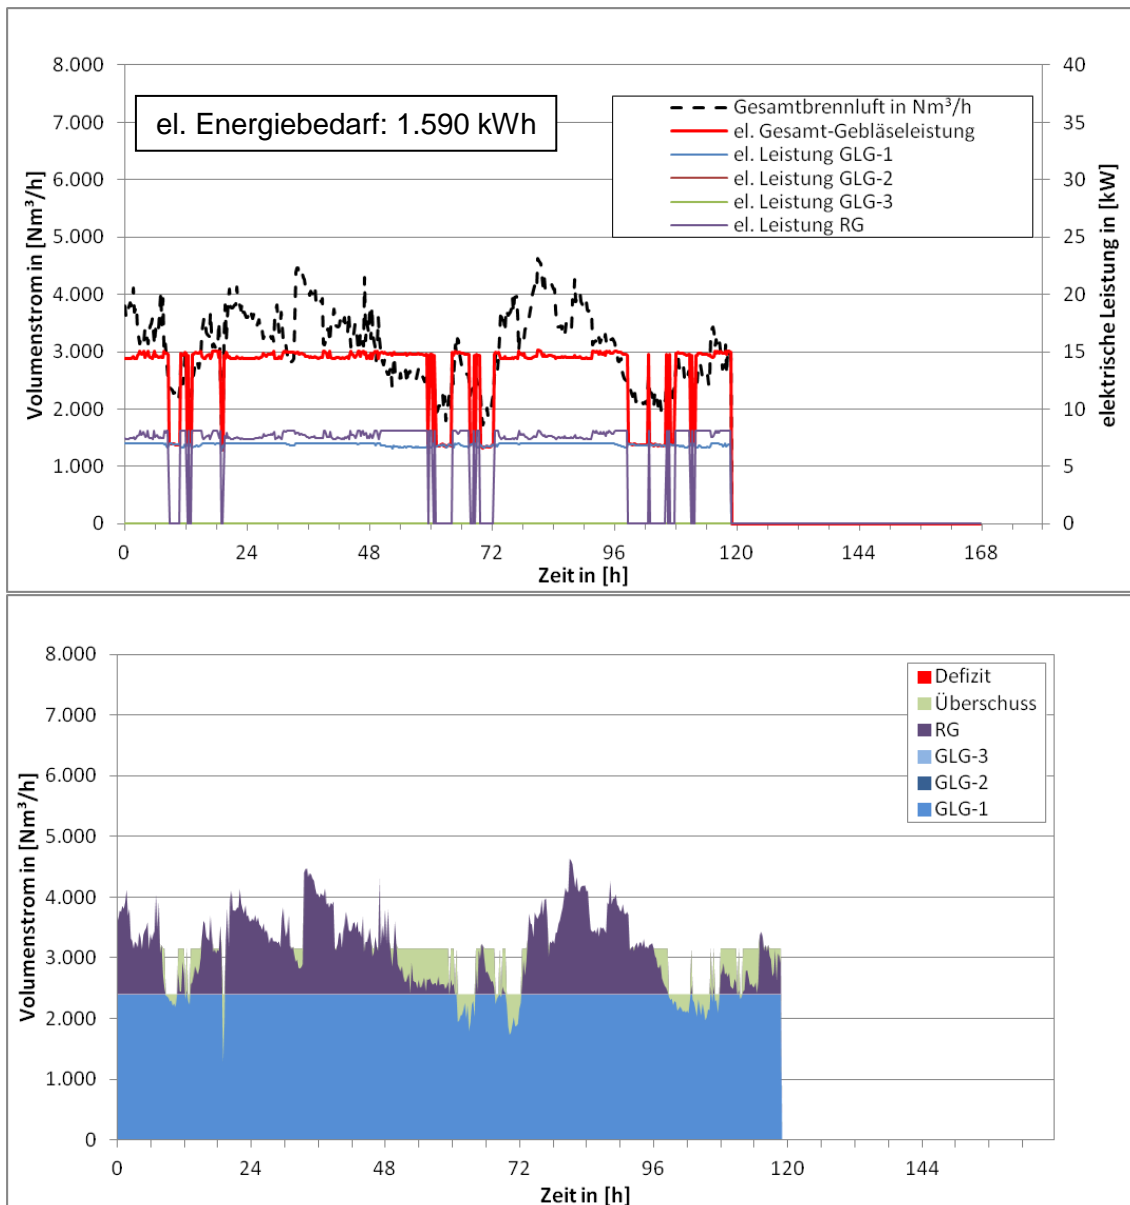 el. Energiebedarf: 1.590 kWh
Gesamtbrennluft in Nm³/h
el. Gesamt-Gebläseleistung
el. Leistung GLG-1
el. Leistung GLG-2
el. Leistung GLG-3
el. Leistung RG
Volumenstrom in [Nm³/h]
8.000
7.000
6.000
5.000
4.000
3.000
2.000
1.000
0
elektrische Leistung in [kW]
40
35
30
25
20
15
10
5
0
0 24 48 72 96 120 144 168
Zeit in [h]
Volumenstrom in [Nm³/h]
8.000
7.000
6.000
5.000
4.000
3.000
2.000
1.000
0
Defizit
Überschuss
RG
GLG-3
GLG-2
GLG-1
0 24 48 72 96 120 144
Zeit in [h]